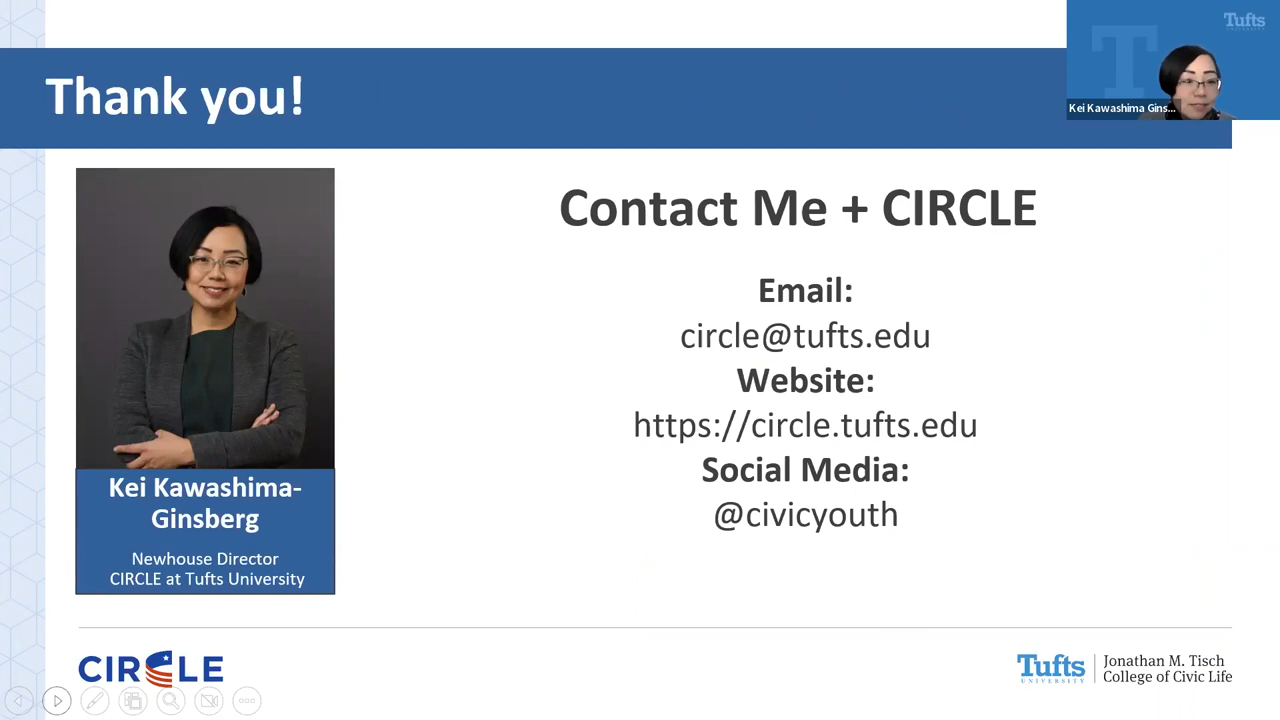 Thank you!
Tufts
UNIVERSITY
T
Kei Kawashima Gins...
Contact Me + CIRCLE
Email:
circle@tufts.edu
Website:
https://circle.tufts.edu
Social Media:
@civicyouth
Kei Kawashima-
Ginsberg
Newhouse Director
CIRCLE at Tufts University
CIRCLE
Tufts
UNIVERSITY
Jonathan M. Tisch
College of Civic Life